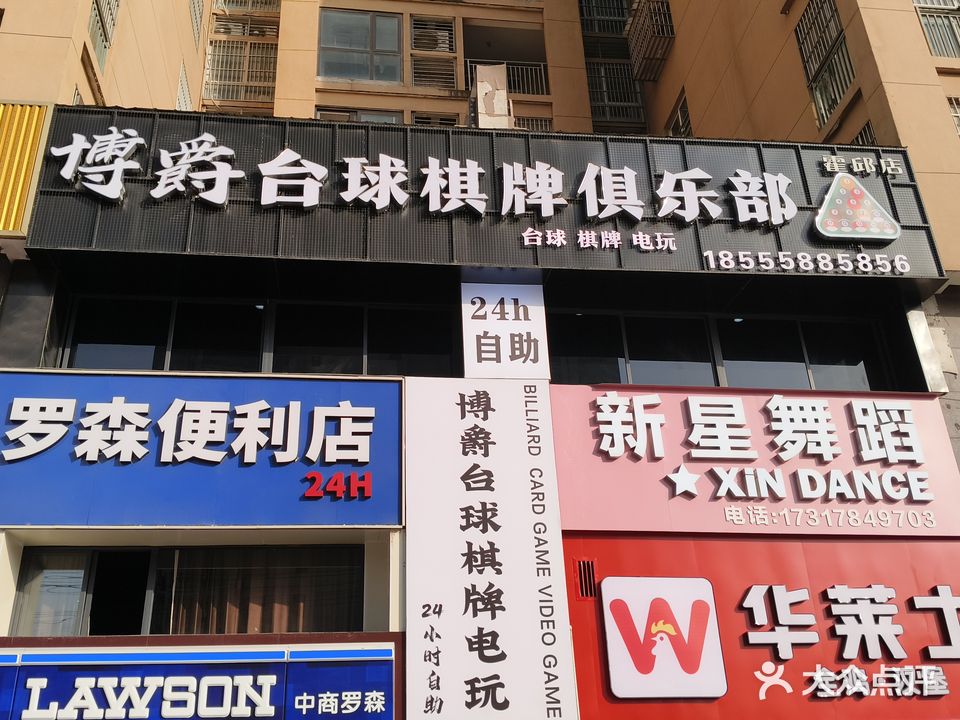 博爵台球棋牌俱乐部
霍邱店
台球 棋牌 电玩
18555885856
24h
自助
罗森便利店
24H
博爵台球棋牌电玩
24小时自助
BILLIARD CARD GAME VIDEO GAME
新星舞蹈
XiN DANCE
电话:17317849703
华莱士
W
LAWSON
中商罗森
大众点评